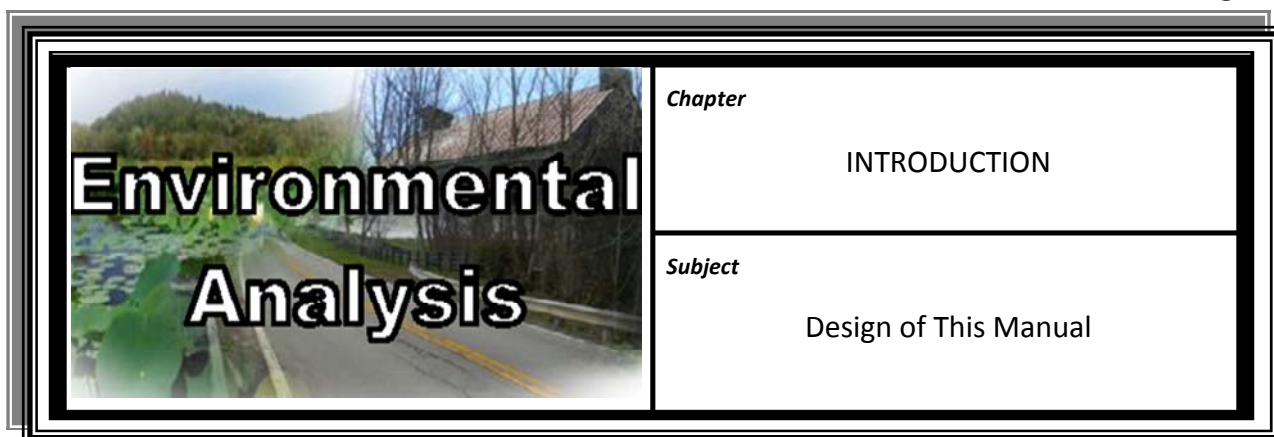 Environmental
Analysis
Chapter
INTRODUCTION
Subject
Design of This Manual